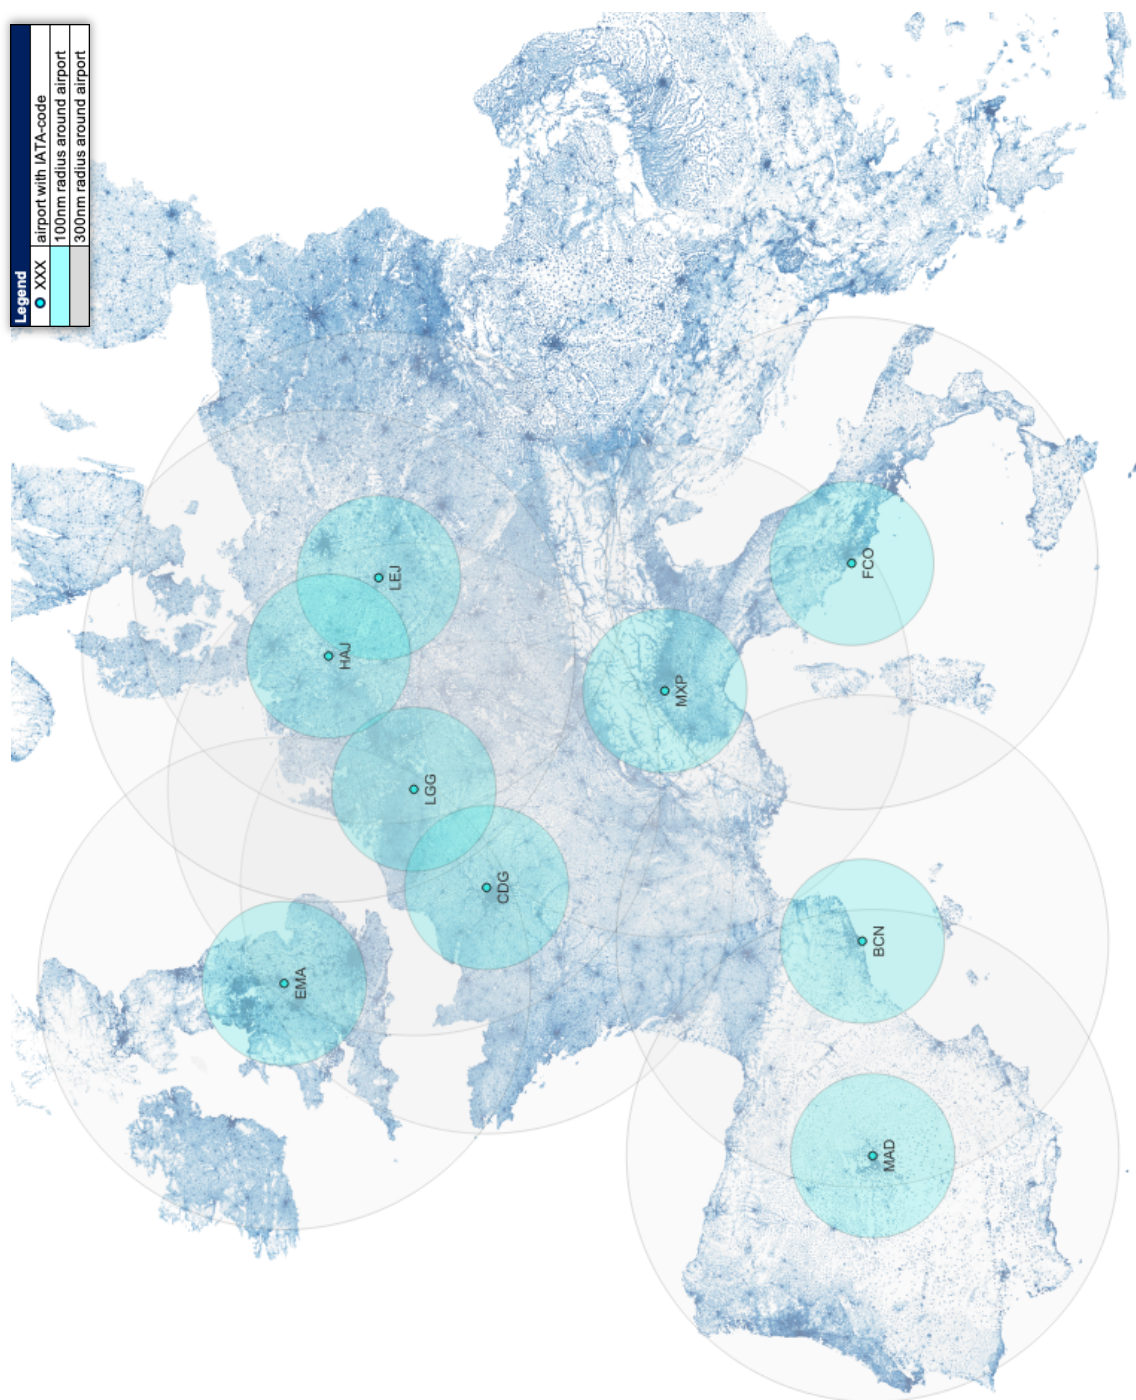 Legend
XXX airport with IATA-code
100nm radius around airport
300nm radius around airport
EMA
HAJ
LEJ
LGG
CDG
MXP
FCO
BCN
MAD